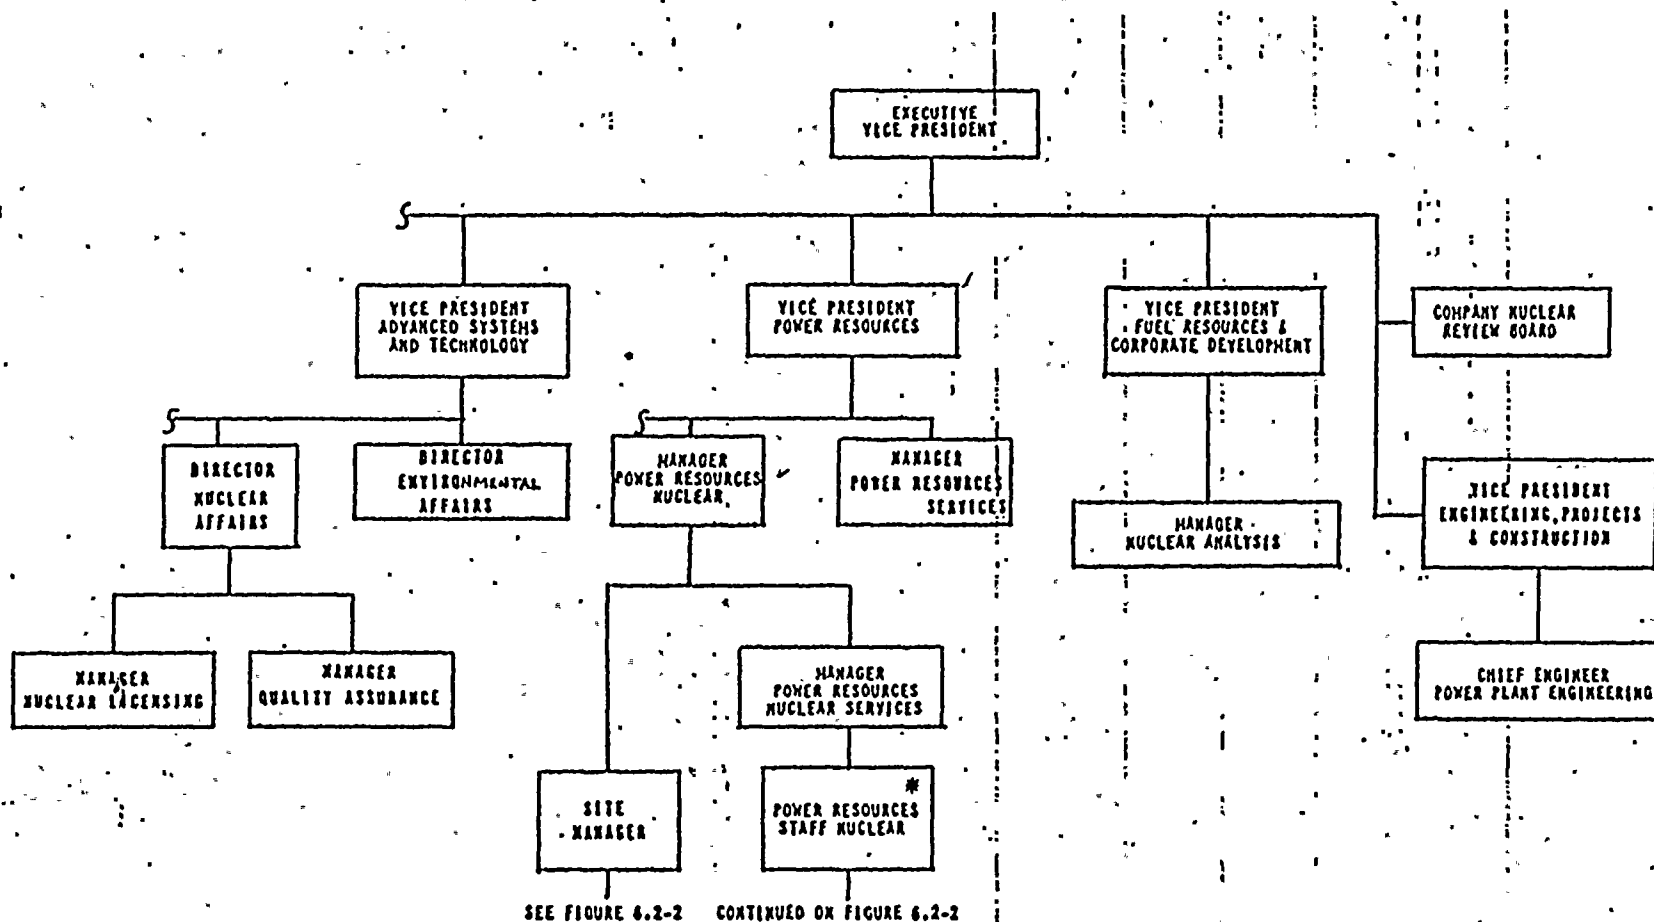 EXECUTIVE
VICE PRESIDENT
VICE PRESIDENT
ADVANCED SYSTEMS
AND TECHNOLOGY
VICE PRESIDENT
POWER RESOURCES
VICE PRESIDENT
FUEL RESOURCES &
CORPORATE DEVELOPMENT
COMPANY NUCLEAR
REVIEW BOARD
DIRECTOR
NUCLEAR
AFFAIRS
DIRECTOR
ENVIRONMENTAL
AFFAIRS
MANAGER
POWER RESOURCES
NUCLEAR
MANAGER
POWER RESOURCES
SERVICES
MANAGER
NUCLEAR ANALYSIS
VICE PRESIDENT
ENGINEERING, PROJECTS
& CONSTRUCTION
MANAGER
NUCLEAR LICENSING
MANAGER
QUALITY ASSURANCE
MANAGER
POWER RESOURCES
NUCLEAR SERVICES
CHIEF ENGINEER
POWER PLANT ENGINEERING
SITE
MANAGER
*
POWER RESOURCES
STAFF NUCLEAR
SEE FIGURE 6.2-2
CONTINUED ON FIGURE 6.2-2